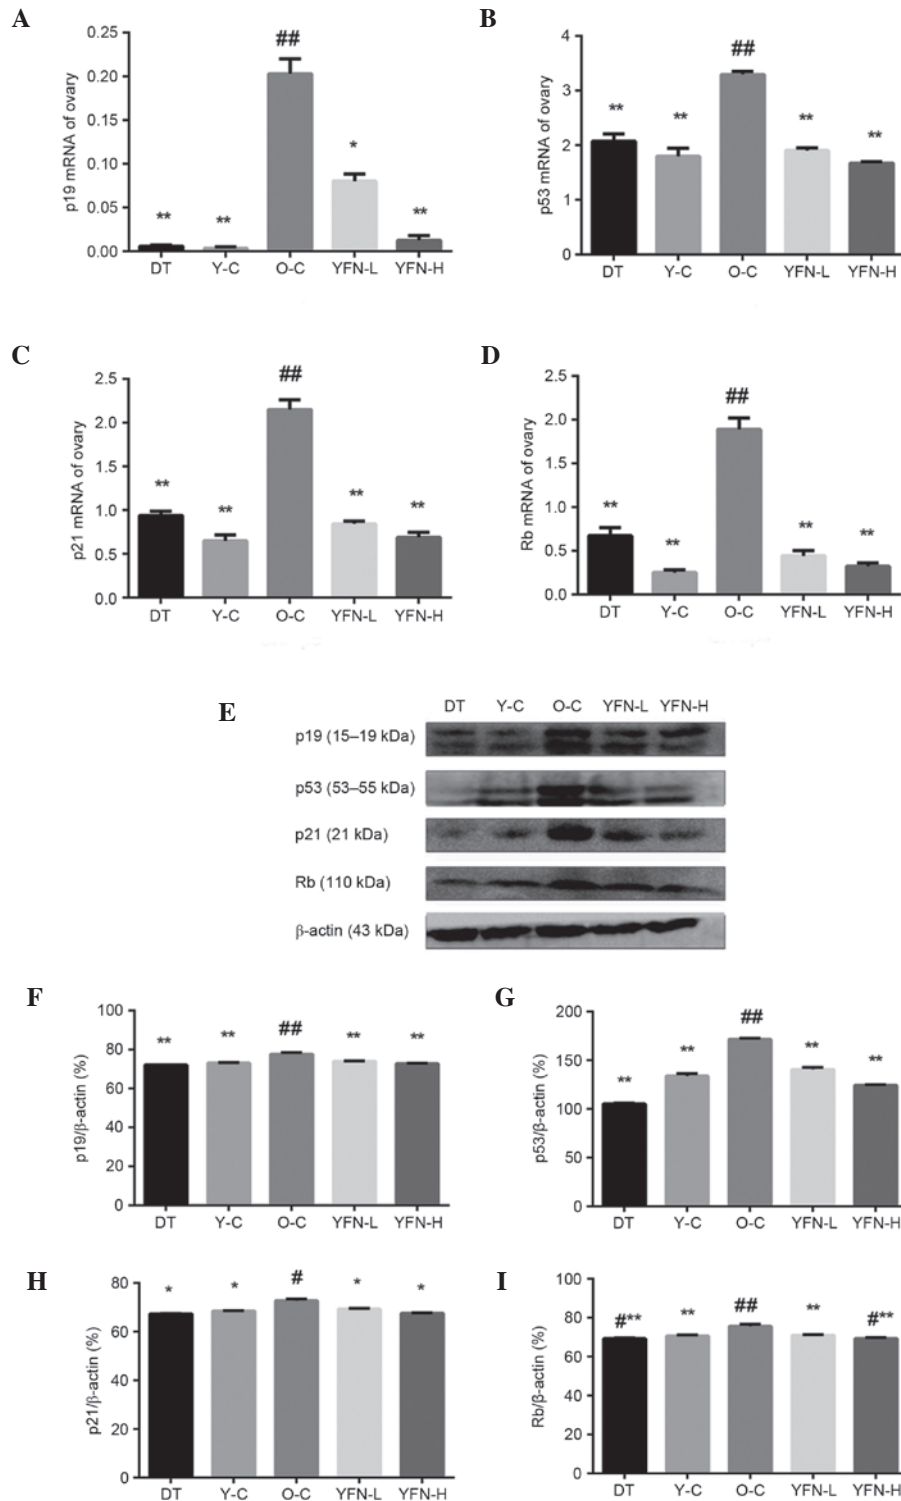 A
p19 mRNA of ovary
0.25
0.20
0.15
0.10
0.05
0.00
##
**
**
*
**
DT Y-C O-C YFN-L YFN-H
B
p53 mRNA of ovary
4
3
2
1
0
##
**
**
**
**
DT Y-C O-C YFN-L YFN-H
C
p21 mRNA of ovary
2.5
2.0
1.5
1.0
0.5
0.0
##
**
**
**
**
DT Y-C O-C YFN-L YFN-H
D
Rb mRNA of ovary
2.5
2.0
1.5
1.0
0.5
0.0
##
**
**
**
**
DT Y-C O-C YFN-L YFN-H
E
DT Y-C O-C YFN-L YFN-H
p19 (15–19 kDa)
p53 (53–55 kDa)
p21 (21 kDa)
Rb (110 kDa)
β-actin (43 kDa)
F
p19/β-actin (%)
100
80
60
40
20
0
** ** ## ** **
DT Y-C O-C YFN-L YFN-H
G
p53/β-actin (%)
200
150
100
50
0
** ** ## ** **
DT Y-C O-C YFN-L YFN-H
H
p21/β-actin (%)
80
60
40
20
0
* * # * *
DT Y-C O-C YFN-L YFN-H
I
Rb/β-actin (%)
100
80
60
40
20
0
#** ** ## ** #**
DT Y-C O-C YFN-L YFN-H